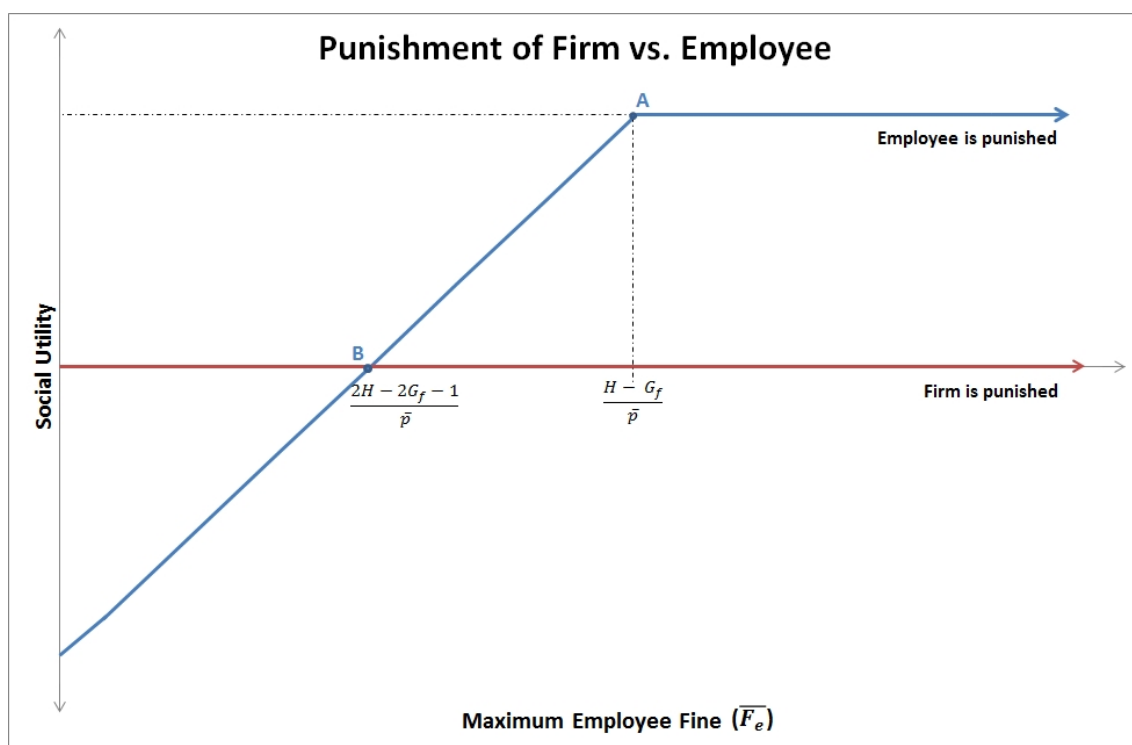 Punishment of Firm vs. Employee
A
Employee is punished
Social Utility
B
Firm is punished
2H − 2G_f − 1
p̄
H − G_f
p̄
Maximum Employee Fine (F̅_e̅)